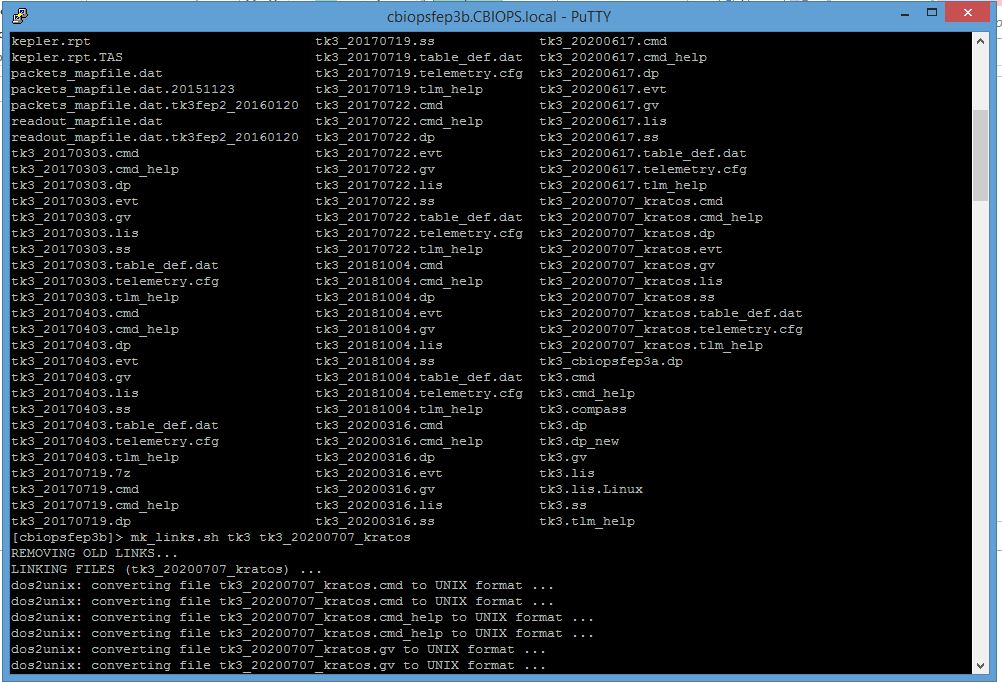 cbiopsfep3b.CBIOPS.local - PuTTY
kepler.rpt tk3_20170719.ss tk3_20200617.cmd
kepler.rpt.TAS tk3_20170719.table_def.dat tk3_20200617.cmd_help
packets_mapfile.dat tk3_20170719.telemetry.cfg tk3_20200617.dp
packets_mapfile.dat.20151123 tk3_20170719.tlm_help tk3_20200617.evt
packets_mapfile.dat.tk3fep2_20160120 tk3_20170722.cmd tk3_20200617.gv
readout_mapfile.dat tk3_20170722.cmd_help tk3_20200617.lis
readout_mapfile.dat.tk3fep2_20160120 tk3_20170722.dp tk3_20200617.ss
tk3_20170303.cmd tk3_20170722.evt tk3_20200617.table_def.dat
tk3_20170303.cmd_help tk3_20170722.gv tk3_20200617.telemetry.cfg
tk3_20170303.dp tk3_20170722.lis tk3_20200617.tlm_help
tk3_20170303.evt tk3_20170722.ss tk3_20200707_kratos.cmd
tk3_20170303.gv tk3_20170722.table_def.dat tk3_20200707_kratos.cmd_help
tk3_20170303.lis tk3_20170722.telemetry.cfg tk3_20200707_kratos.dp
tk3_20170303.ss tk3_20170722.tlm_help tk3_20200707_kratos.evt
tk3_20170303.table_def.dat tk3_20181004.cmd tk3_20200707_kratos.gv
tk3_20170303.telemetry.cfg tk3_20181004.cmd_help tk3_20200707_kratos.lis
tk3_20170303.tlm_help tk3_20181004.dp tk3_20200707_kratos.ss
tk3_20170403.cmd tk3_20181004.evt tk3_20200707_kratos.table_def.dat
tk3_20170403.cmd_help tk3_20181004.gv tk3_20200707_kratos.telemetry.cfg
tk3_20170403.dp tk3_20181004.lis tk3_20200707_kratos.tlm_help
tk3_20170403.evt tk3_20181004.ss tk3_cbiopsfep3a.dp
tk3_20170403.gv tk3_20181004.table_def.dat tk3.cmd
tk3_20170403.lis tk3_20181004.telemetry.cfg tk3.cmd_help
tk3_20170403.ss tk3_20181004.tlm_help tk3.compass
tk3_20170403.table_def.dat tk3_20200316.cmd tk3.dp
tk3_20170403.telemetry.cfg tk3_20200316.cmd_help tk3.dp_new
tk3_20170403.tlm_help tk3_20200316.dp tk3.gv
tk3_20170719.7z tk3_20200316.evt tk3.lis
tk3_20170719.cmd tk3_20200316.gv tk3.lis.Linux
tk3_20170719.cmd_help tk3_20200316.lis tk3.ss
tk3_20170719.dp tk3_20200316.ss tk3.tlm_help
[cbiopsfep3b]> mk_links.sh tk3 tk3_20200707_kratos
REMOVING OLD LINKS...
LINKING FILES (tk3_20200707_kratos) ...
dos2unix: converting file tk3_20200707_kratos.cmd to UNIX format ...
dos2unix: converting file tk3_20200707_kratos.cmd to UNIX format ...
dos2unix: converting file tk3_20200707_kratos.cmd_help to UNIX format ...
dos2unix: converting file tk3_20200707_kratos.cmd_help to UNIX format ...
dos2unix: converting file tk3_20200707_kratos.gv to UNIX format ...
dos2unix: converting file tk3_20200707_kratos.gv to UNIX format ...